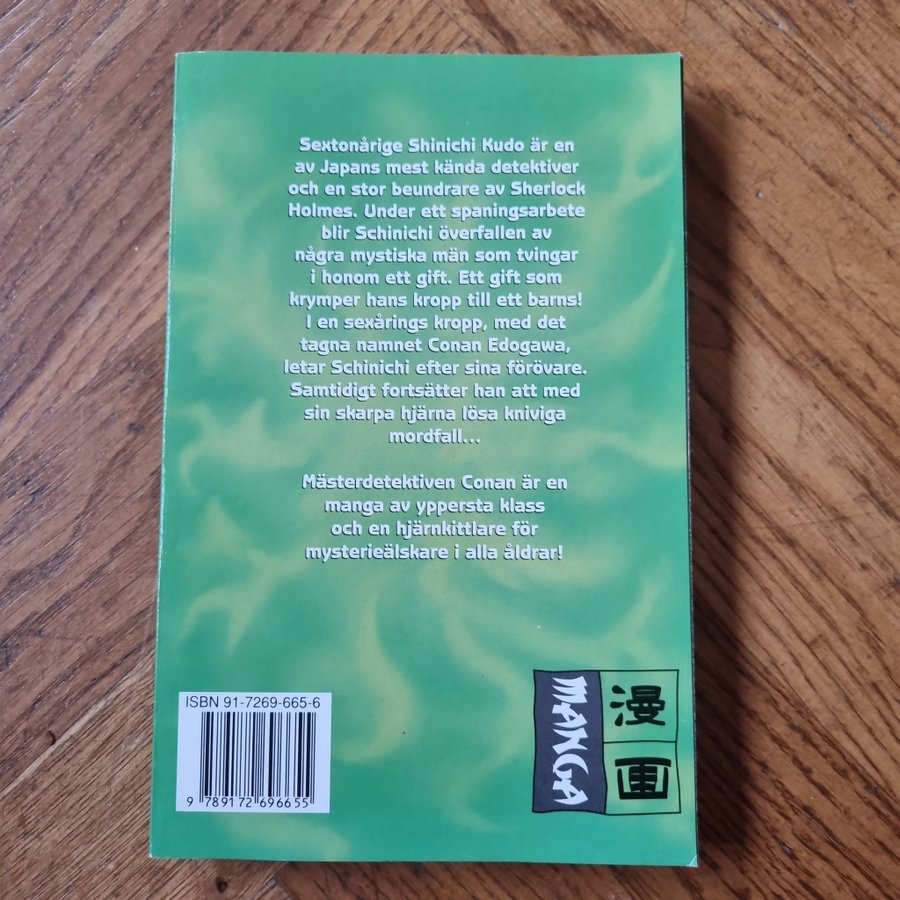 Sextonårige Shinichi Kudo är en
av Japans mest kända detektiver
och en stor beundrare av Sherlock
Holmes. Under ett spaningsarbete
blir Schinichi överfallen av
några mystiska män som tvingar
i honom ett gift. Ett gift som
krymper hans kropp till ett barns!
I en sexårings kropp, med det
tagna namnet Conan Edogawa,
letar Schinichi efter sina förövare.
Samtidigt fortsätter han att med
sin skarpa hjärna lösa kniviga
mordfall...
Mästerdetektiven Conan är en
manga av yppersta klass
och en hjärnkittlare för
mysterieälskare i alla åldrar!
ISBN 91-7269-665-6
9 789172 696655
MANGA
漫
画